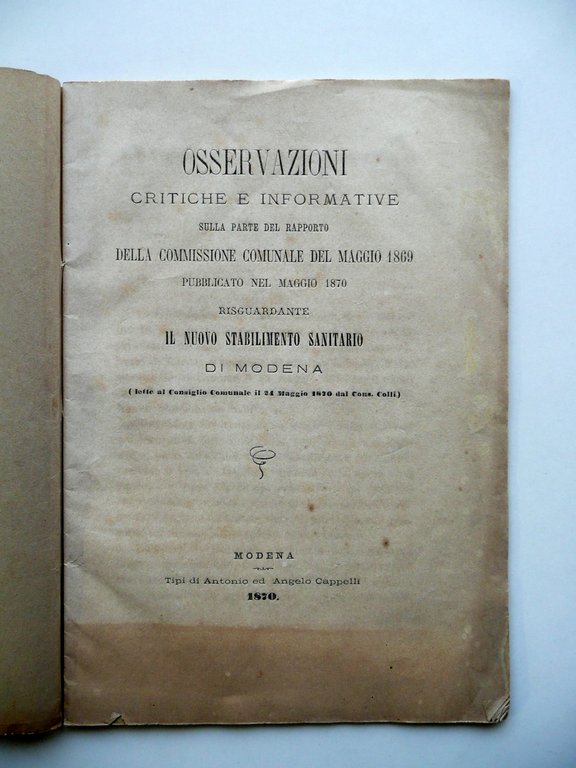 OSSERVAZIONI
CRITICHE E INFORMATIVE
SULLA PARTE DEL RAPPORTO
DELLA COMMISSIONE COMUNALE DEL MAGGIO 1869
PUBBLICATO NEL MAGGIO 1870
RISGUARDANTE
IL NUOVO STABILIMENTO SANITARIO
DI MODENA
(lette al Consiglio Comunale il 24 Maggio 1870 dal Cons. Colli)
MODENA
Tipi di Antonio ed Angelo Cappelli
1870.